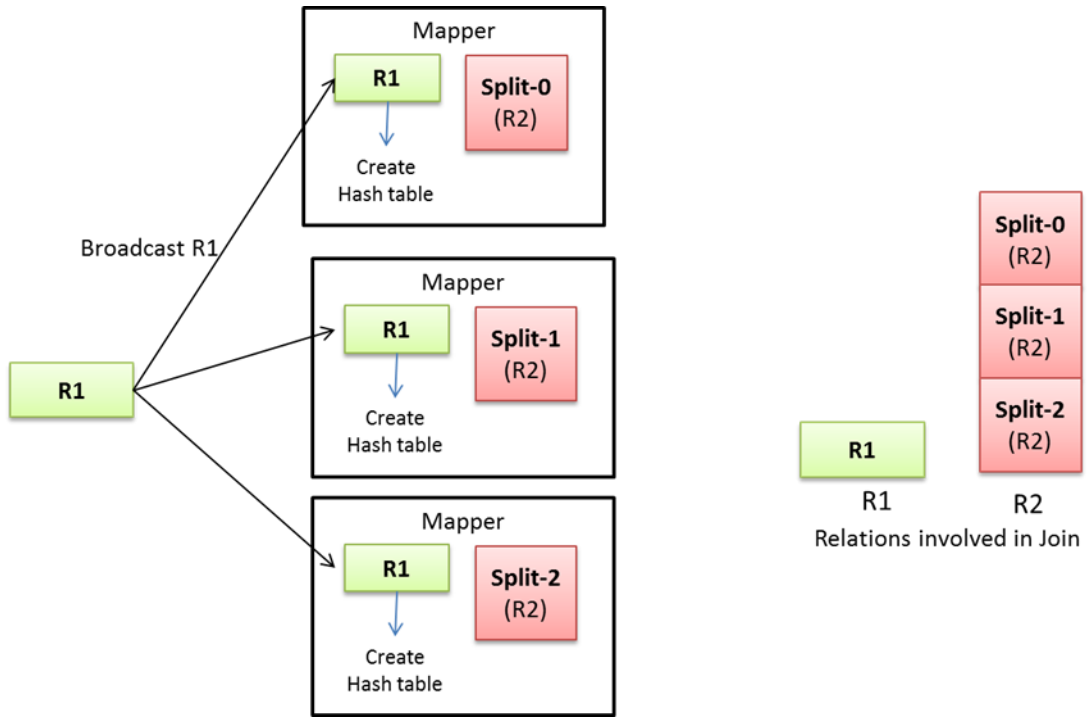 Mapper
R1
Split-0
(R2)
Create
Hash table
Broadcast R1
R1
Mapper
R1
Split-1
(R2)
Create
Hash table
Mapper
R1
Split-2
(R2)
Create
Hash table
Split-0
(R2)
Split-1
(R2)
Split-2
(R2)
R1
R1
R2
Relations involved in Join